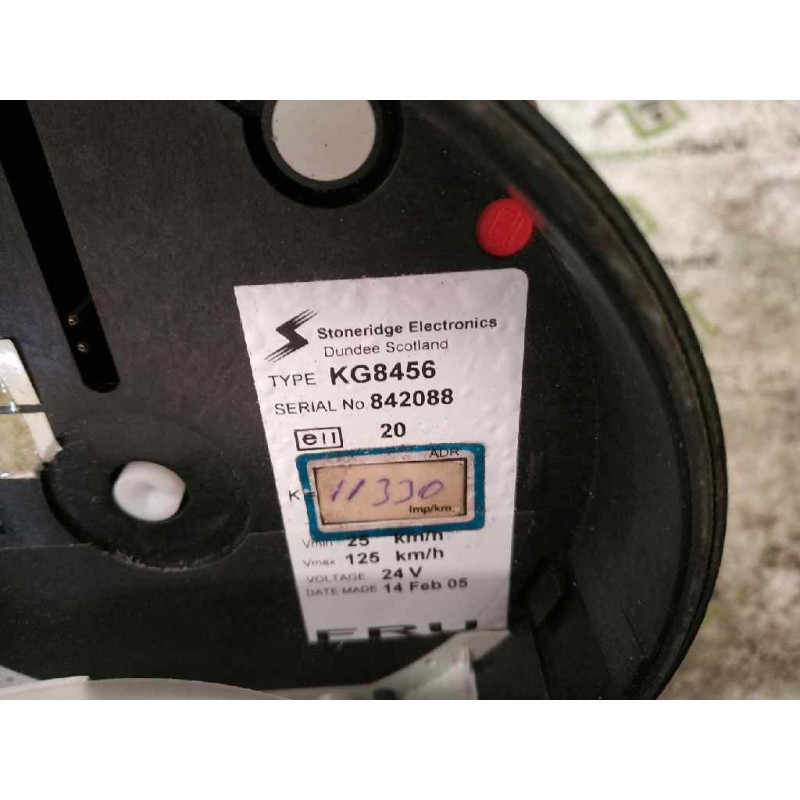 Stoneridge Electronics
Dundee Scotland
TYPE KG8456
SERIAL No. 842088
e11 20
ADR
K= 11330
Imp/km
Vmin 25 km/h
Vmax 125 km/h
VOLTAGE 24 V
DATE MADE 14 Feb 05
FRU